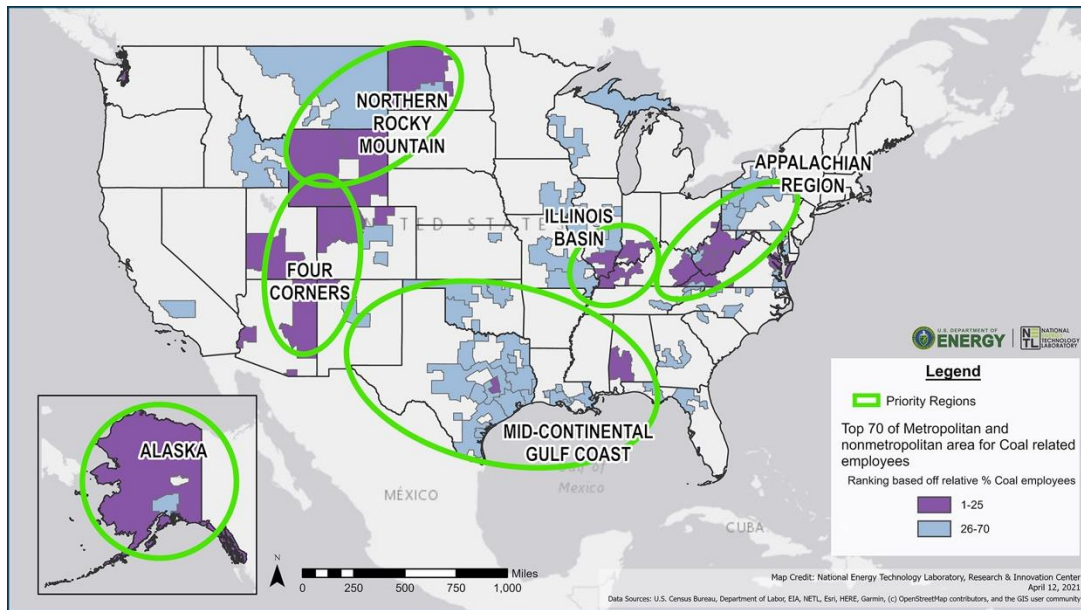 NORTHERN
ROCKY
MOUNTAIN
APPALACHIAN
REGION
UNITED STATES
ILLINOIS
BASIN
FOUR
CORNERS
MID-CONTINENTAL
GULF COAST
Gulf of
Mexico
MÉXICO
CUBA
ALASKA
N
0 250 500 750 1,000 Miles
U.S. DEPARTMENT OF
ENERGY
NETL
NATIONAL
ENERGY
TECHNOLOGY
LABORATORY
Legend
Priority Regions
Top 70 of Metropolitan and
nonmetropolitan area for Coal related
employees
Ranking based off relative % Coal employees
1-25
26-70
Map Credit: National Energy Technology Laboratory, Research & Innovation Center
April 12, 2021
Data Sources: U.S. Census Bureau, Department of Labor, EIA, NETL, Esri, HERE, Garmin, (c) OpenStreetMap contributors, and the GIS user community